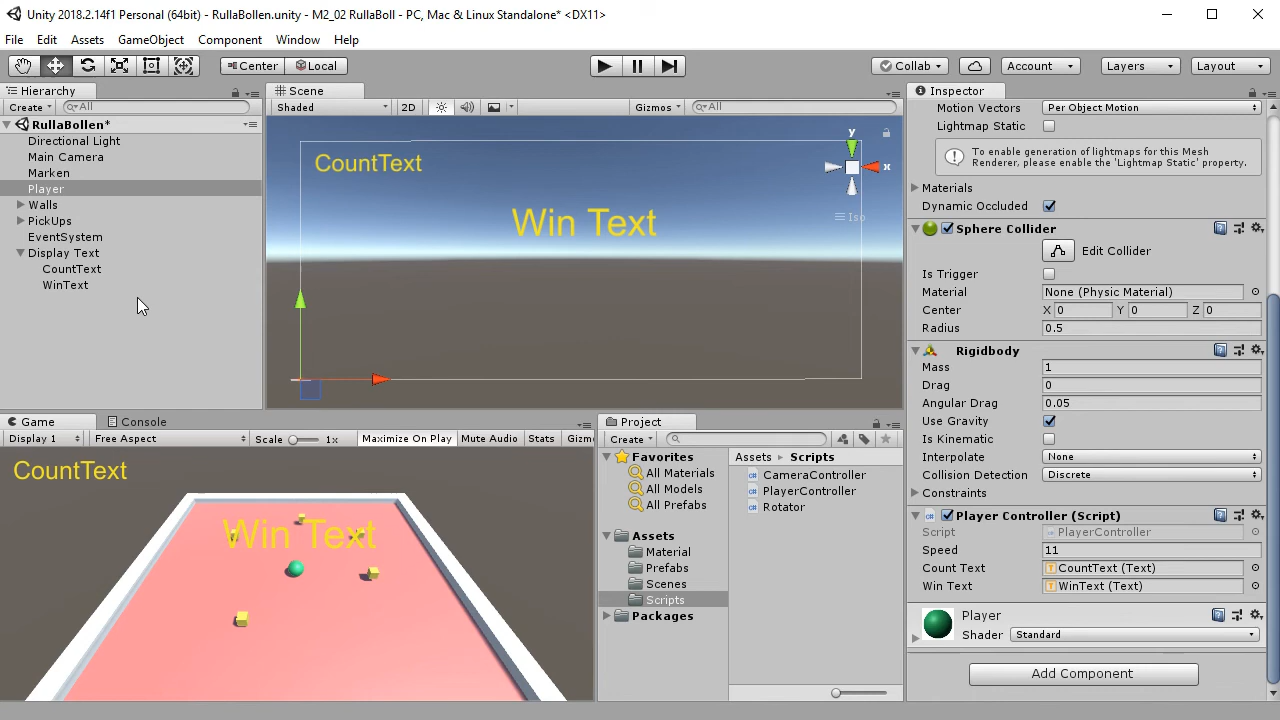 Unity 2018.2.14f1 Personal (64bit) - RullaBollen.unity - M2_02 RullaBoll - PC, Mac & Linux Standalone* <DX11>
File Edit Assets GameObject Component Window Help
Center Local Collab Account Layers Layout
Hierarchy
Create All
RullaBollen*
Directional Light
Main Camera
Marken
Player
Walls
PickUps
EventSystem
Display Text
CountText
WinText
Scene
Shaded 2D Gizmos All
CountText
Win Text
y
x
Iso
Game Console
Display 1 Free Aspect Scale 1x Maximize On Play Mute Audio Stats Gizm
CountText
Win Text
Project
Create
Favorites
All Materials
All Models
All Prefabs
Assets
Material
Prefabs
Scenes
Scripts
Packages
Assets Scripts
CameraController
PlayerController
Rotator
Inspector
Motion Vectors Per Object Motion
Lightmap Static
To enable generation of lightmaps for this Mesh
Renderer, please enable the 'Lightmap Static' property.
Materials
Dynamic Occluded
Sphere Collider
Edit Collider
Is Trigger
Material None (Physic Material)
Center X 0 Y 0 Z 0
Radius 0.5
Rigidbody
Mass 1
Drag 0
Angular Drag 0.05
Use Gravity
Is Kinematic
Interpolate None
Collision Detection Discrete
Constraints
Player Controller (Script)
Script PlayerController
Speed 11
Count Text CountText (Text)
Win Text WinText (Text)
Player
Shader Standard
Add Component